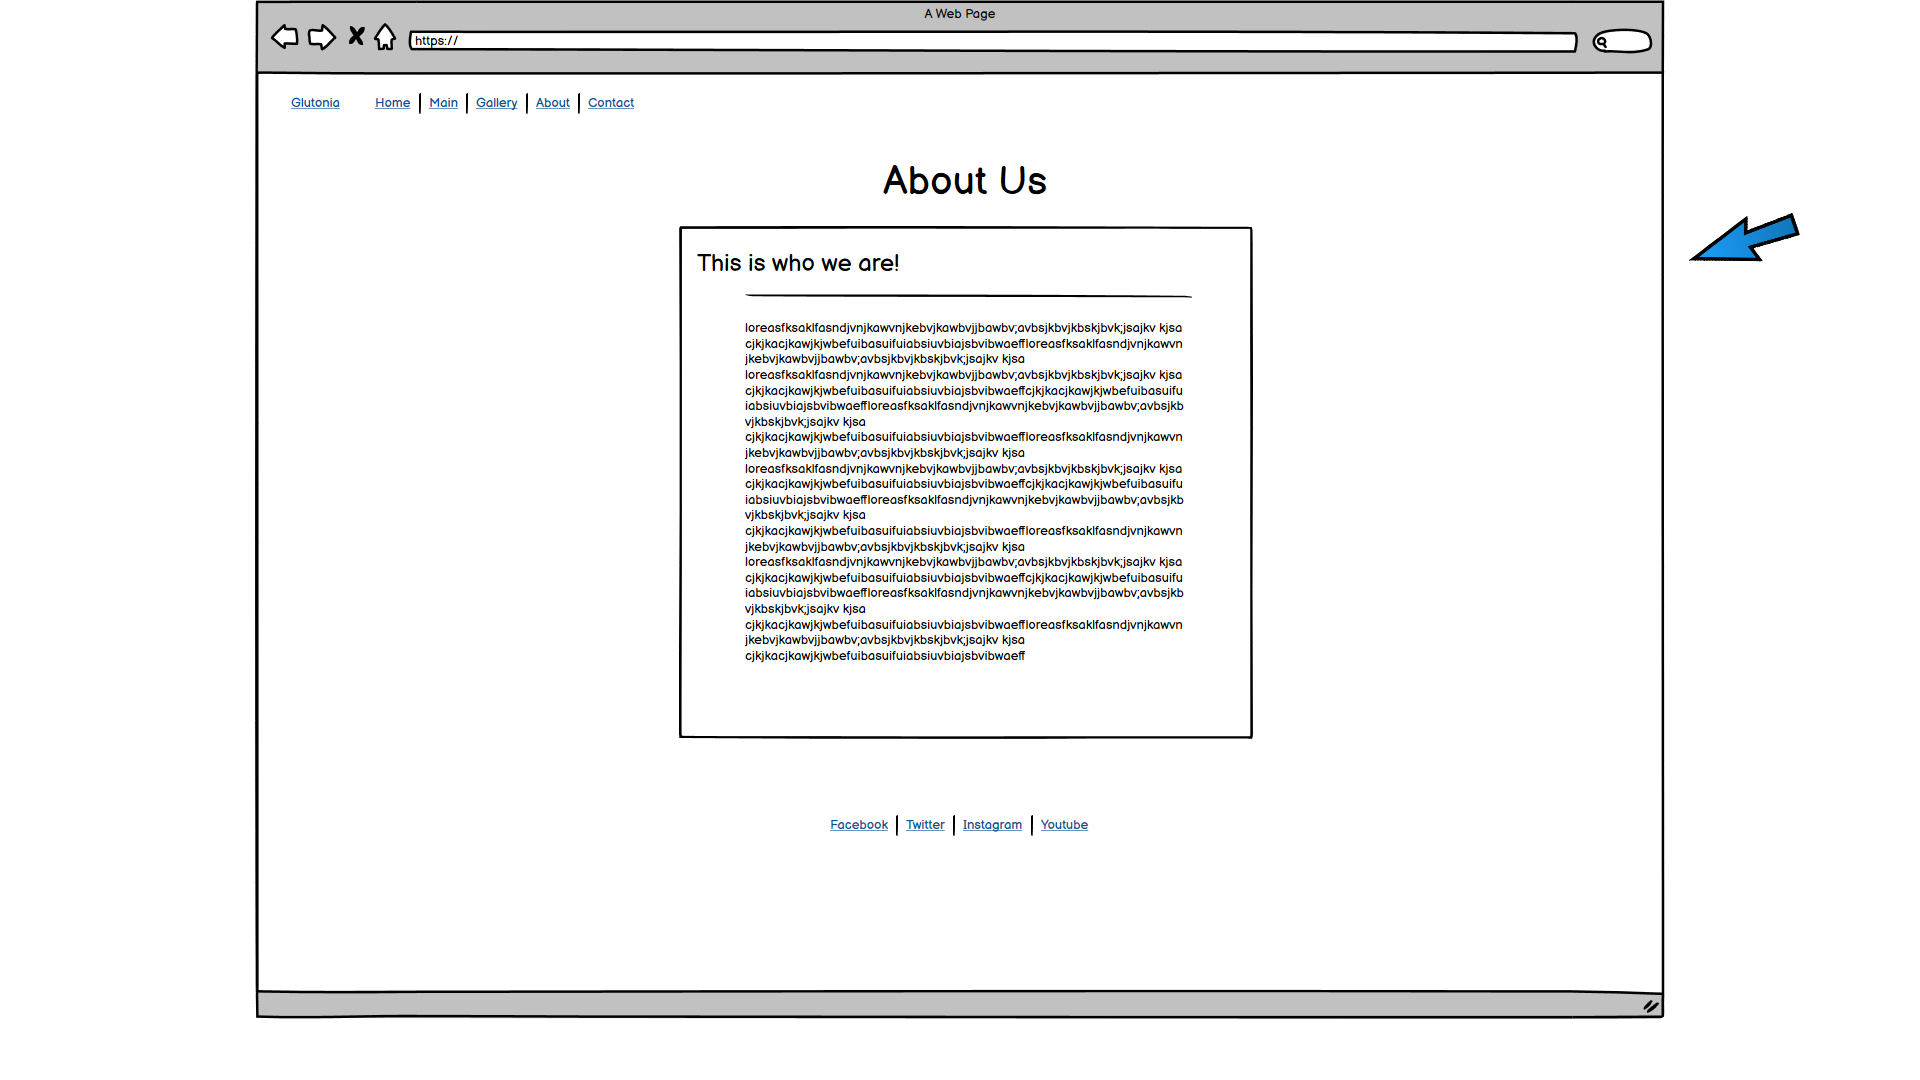 A Web Page
https://
Glutonia Home Main Gallery About Contact
About Us
This is who we are!
loreasfksaklfasndjvnjkawvnjkebvjkawbvjjbawbv;avbsjkbvjkbskjbvk;jsajkv kjsa
cjkjkacjkawjkjwbefuibasuifuiabsiuvbiajsbvibwaeffloreasfksaklfasndjvnjkawvn
jkebvjkawbvjjbawbv;avbsjkbvjkbskjbvk;jsajkv kjsa
loreasfksaklfasndjvnjkawvnjkebvjkawbvjjbawbv;avbsjkbvjkbskjbvk;jsajkv kjsa
cjkjkacjkawjkjwbefuibasuifuiabsiuvbiajsbvibwaeffcjkjkacjkawjkjwbefuibasuifu
iabsiuvbiajsbvibwaeffloreasfksaklfasndjvnjkawvnjkebvjkawbvjjbawbv;avbsjkb
vjkbskjbvk;jsajkv kjsa
cjkjkacjkawjkjwbefuibasuifuiabsiuvbiajsbvibwaeffloreasfksaklfasndjvnjkawvn
jkebvjkawbvjjbawbv;avbsjkbvjkbskjbvk;jsajkv kjsa
loreasfksaklfasndjvnjkawvnjkebvjkawbvjjbawbv;avbsjkbvjkbskjbvk;jsajkv kjsa
cjkjkacjkawjkjwbefuibasuifuiabsiuvbiajsbvibwaeffcjkjkacjkawjkjwbefuibasuifu
iabsiuvbiajsbvibwaeffloreasfksaklfasndjvnjkawvnjkebvjkawbvjjbawbv;avbsjkb
vjkbskjbvk;jsajkv kjsa
cjkjkacjkawjkjwbefuibasuifuiabsiuvbiajsbvibwaeffloreasfksaklfasndjvnjkawvn
jkebvjkawbvjjbawbv;avbsjkbvjkbskjbvk;jsajkv kjsa
loreasfksaklfasndjvnjkawvnjkebvjkawbvjjbawbv;avbsjkbvjkbskjbvk;jsajkv kjsa
cjkjkacjkawjkjwbefuibasuifuiabsiuvbiajsbvibwaeffcjkjkacjkawjkjwbefuibasuifu
iabsiuvbiajsbvibwaeffloreasfksaklfasndjvnjkawvnjkebvjkawbvjjbawbv;avbsjkb
vjkbskjbvk;jsajkv kjsa
cjkjkacjkawjkjwbefuibasuifuiabsiuvbiajsbvibwaeffloreasfksaklfasndjvnjkawvn
jkebvjkawbvjjbawbv;avbsjkbvjkbskjbvk;jsajkv kjsa
cjkjkacjkawjkjwbefuibasuifuiabsiuvbiajsbvibwaeff
Facebook Twitter Instagram Youtube